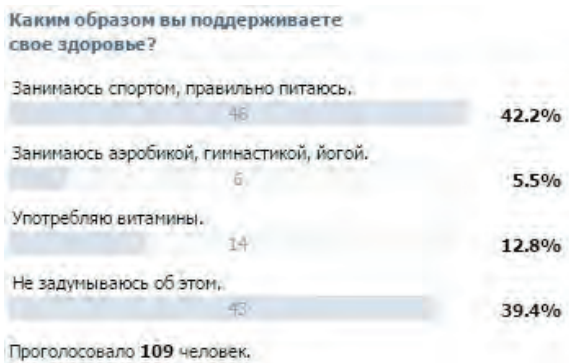 Каким образом вы поддерживаете
свое здоровье?
Занимаюсь спортом, правильно питаюсь.
46 42.2%
Занимаюсь аэробикой, гимнастикой, йогой.
6 5.5%
Употребляю витамины.
14 12.8%
Не задумываюсь об этом.
43 39.4%
Проголосовало 109 человек.